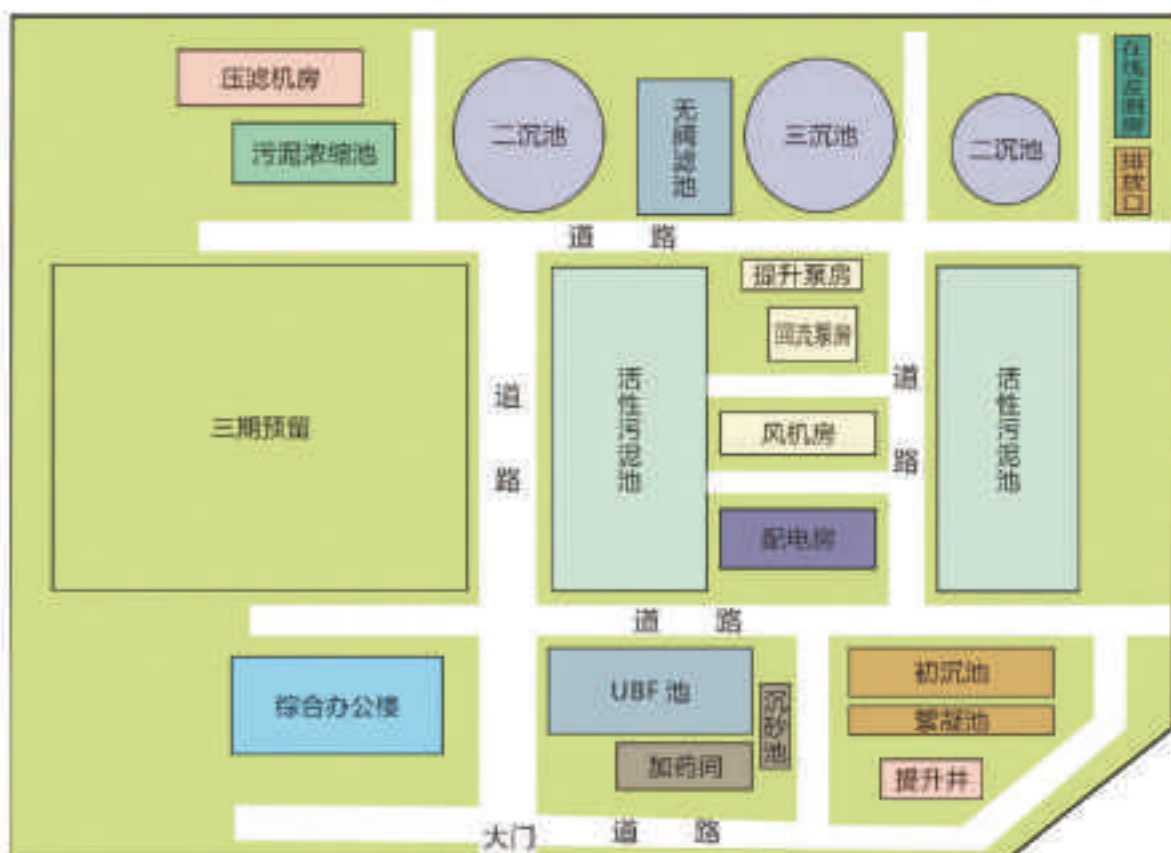 压滤机房
污泥浓缩池
二沉池
无阀滤池
三沉池
二沉池
在线监测房
排放口
道 路
三期预留
道路
活性污泥池
提升泵房
回流泵房
风机房
配电房
道路
活性污泥池
道 路
综合办公楼
UBF 池
沉砂池
加药间
初沉池
絮凝池
提升井
大门
道 路